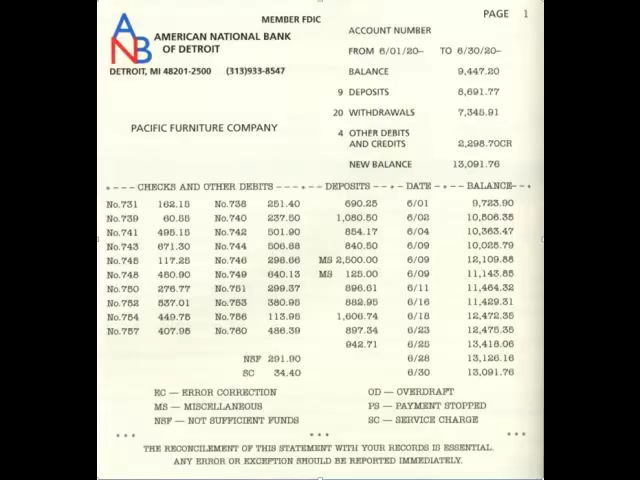 MEMBER FDIC
PAGE 1
ANB
AMERICAN NATIONAL BANK
OF DETROIT
DETROIT, MI 48201-2500 (313)933-8547
PACIFIC FURNITURE COMPANY
ACCOUNT NUMBER
FROM 6/01/20– TO 6/30/20–
BALANCE 9,447.20
9 DEPOSITS 8,691.77
20 WITHDRAWALS 7,345.91
4 OTHER DEBITS
AND CREDITS 2,298.70CR
NEW BALANCE 13,091.76
*---- CHECKS AND OTHER DEBITS ---*- DEPOSITS --*- DATE --*-- BALANCE--*
No.731 162.15 No.738 251.40 690.25 6/01 9,723.90
No.739 60.55 No.740 237.50 1,080.50 6/02 10,506.35
No.741 495.15 No.742 501.90 854.17 6/04 10,363.47
No.743 671.30 No.744 506.88 840.50 6/09 10,025.79
No.745 117.25 No.746 298.66 MS 2,500.00 6/09 12,109.88
No.748 450.90 No.749 640.13 MS 125.00 6/09 11,143.85
No.750 276.77 No.751 299.37 896.61 6/11 11,464.32
No.752 537.01 No.753 380.95 882.95 6/16 11,429.31
No.754 449.75 No.756 113.95 1,606.74 6/18 12,472.35
No.757 407.95 No.760 486.39 897.34 6/23 12,475.35
942.71 6/25 13,418.06
NSF 291.90 6/28 13,126.16
SC 34.40 6/30 13,091.76
EC — ERROR CORRECTION OD — OVERDRAFT
MS — MISCELLANEOUS PS — PAYMENT STOPPED
NSF — NOT SUFFICIENT FUNDS SC — SERVICE CHARGE
* * * * * * * * *
THE RECONCILEMENT OF THIS STATEMENT WITH YOUR RECORDS IS ESSENTIAL.
ANY ERROR OR EXCEPTION SHOULD BE REPORTED IMMEDIATELY.